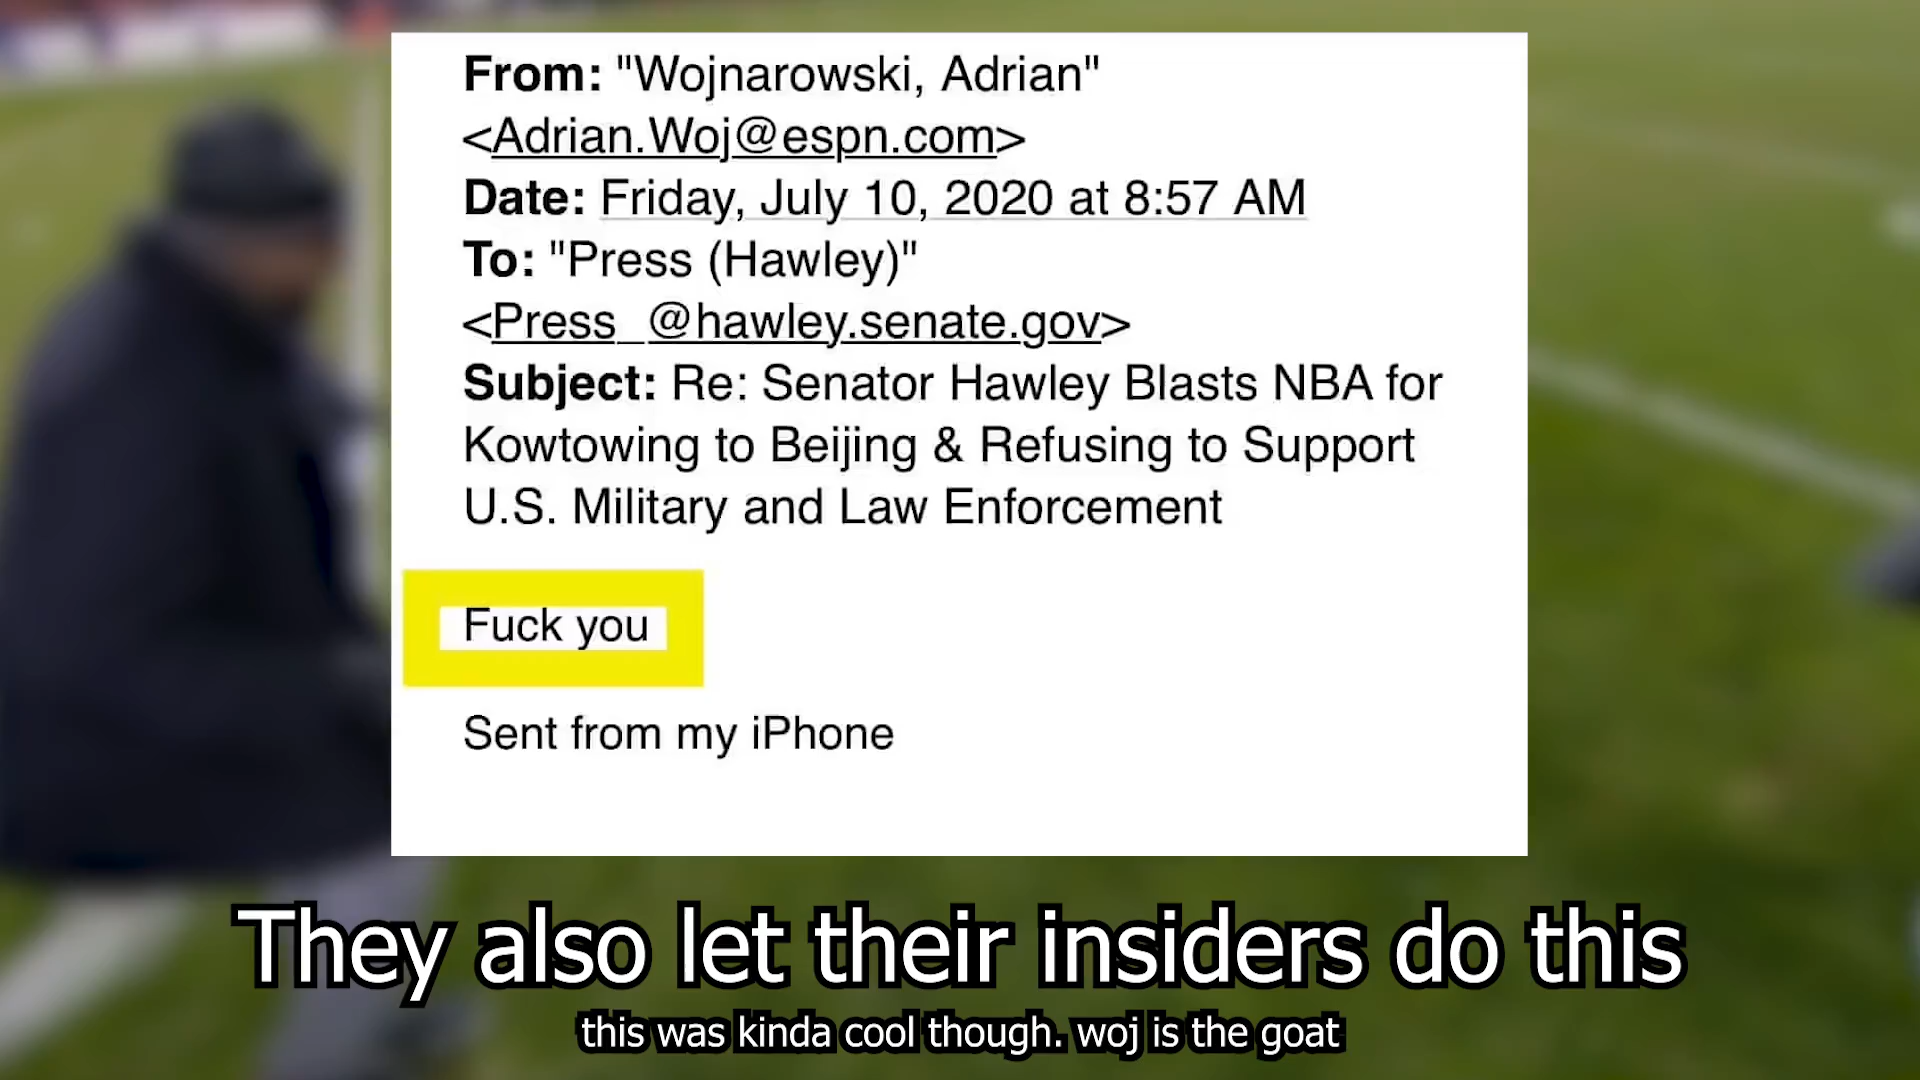 From: "Wojnarowski, Adrian"
<Adrian.Woj@espn.com>
Date: Friday, July 10, 2020 at 8:57 AM
To: "Press (Hawley)"
<Press_@hawley.senate.gov>
Subject: Re: Senator Hawley Blasts NBA for
Kowtowing to Beijing & Refusing to Support
U.S. Military and Law Enforcement
Fuck you
Sent from my iPhone
They also let their insiders do this
this was kinda cool though. woj is the goat